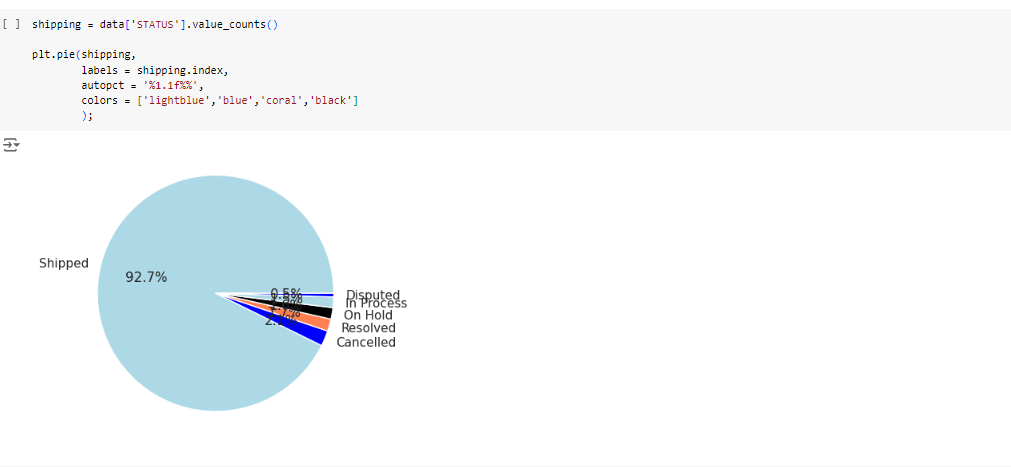 [ ] shipping = data['STATUS'].value_counts()
plt.pie(shipping,
labels = shipping.index,
autopct = '%1.1f%%',
colors = ['lightblue','blue','coral','black']
);
Shipped
92.7%
0.5%
Disputed
In Process
On Hold
Resolved
Cancelled